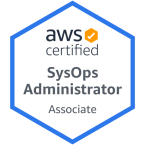 aws
certified
SysOps
Administrator
Associate